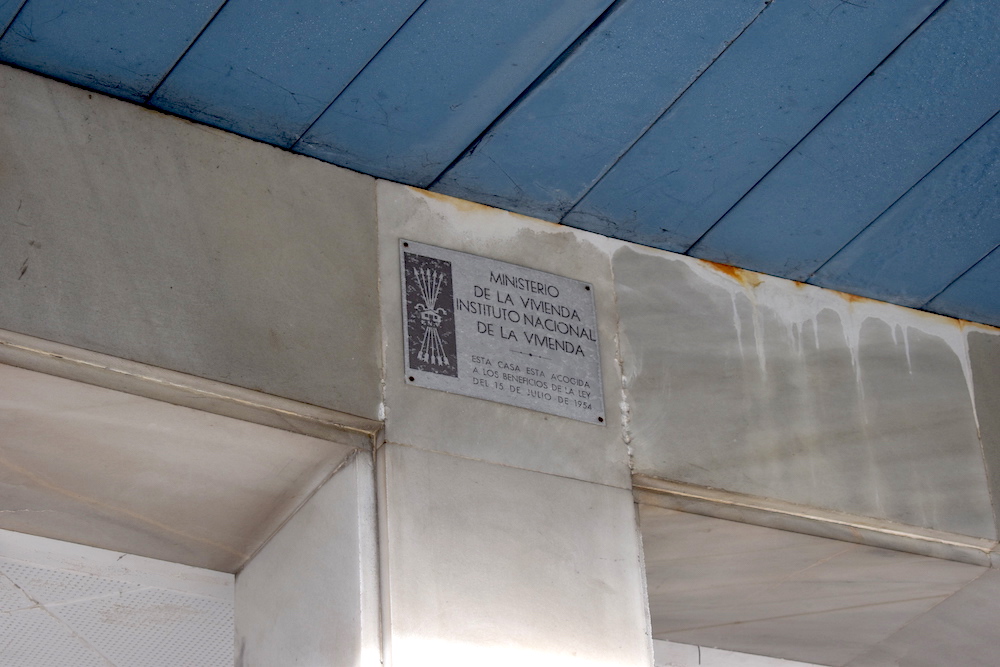 MINISTERIO
DE LA VIVIENDA
INSTITUTO NACIONAL
DE LA VIVIENDA
ESTA CASA ESTA ACOGIDA
A LOS BENEFICIOS DE LA LEY
DEL 15 DE JULIO DE 1954